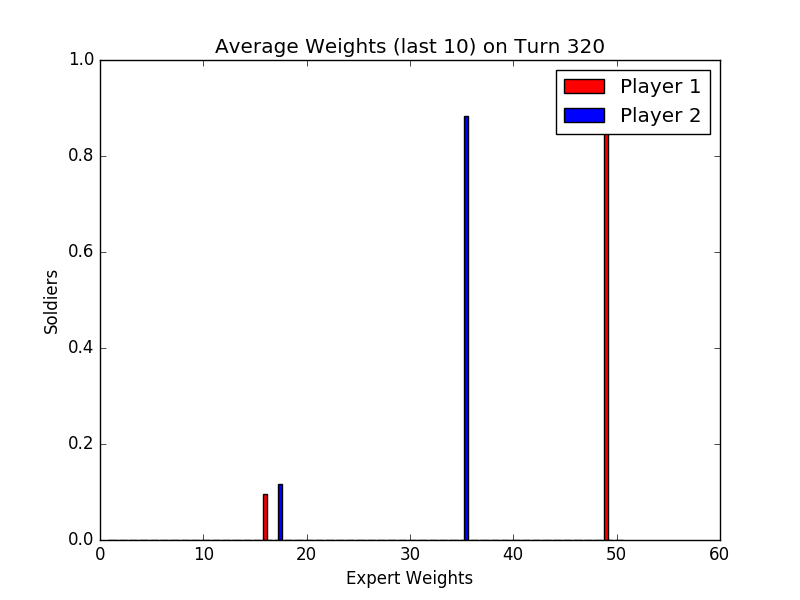 Average Weights (last 10) on Turn 320
1.0
0.8
0.6
0.4
0.2
0.0
Soldiers
Player 1
Player 2
0 10 20 30 40 50 60
Expert Weights